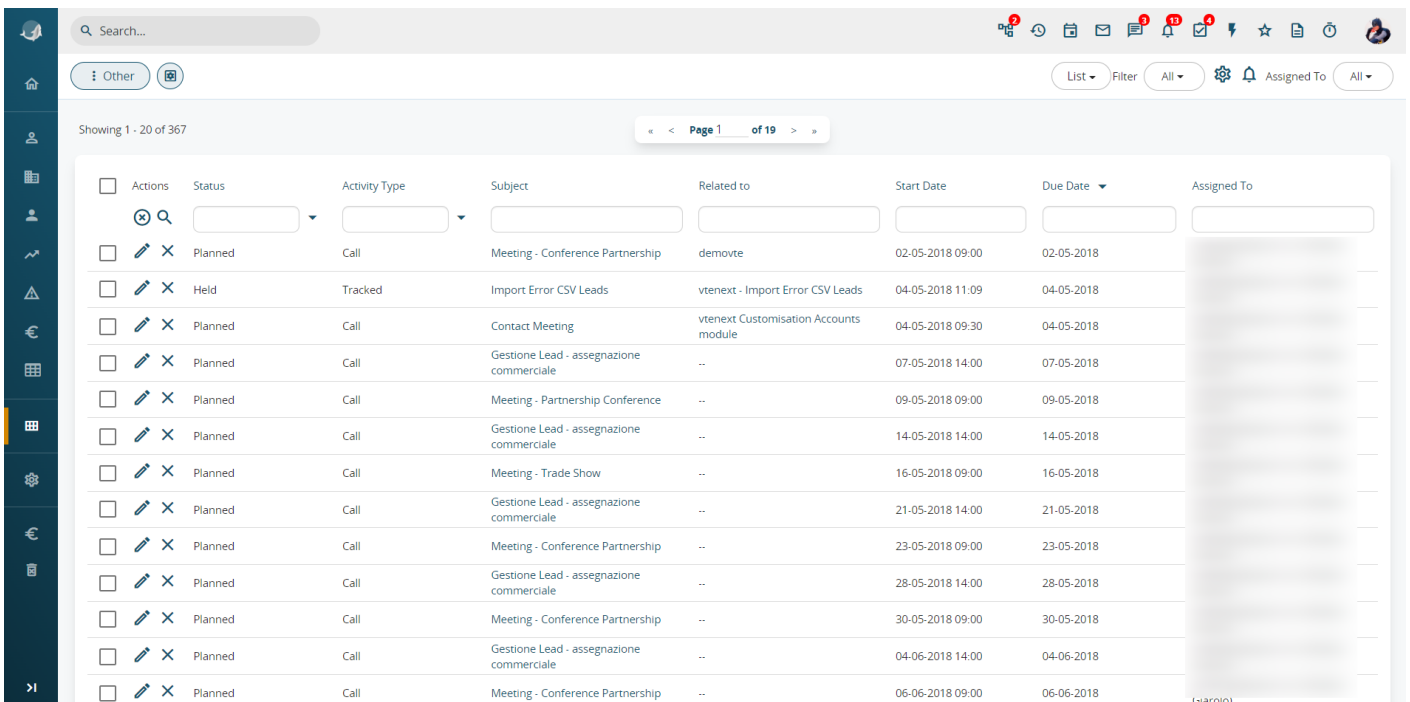 Search...
2
3
13
4
Other
List
Filter
All
Assigned To
All
Showing 1 - 20 of 367
« < Page 1 of 19 > »
Actions Status Activity Type Subject Related to Start Date Due Date Assigned To
Planned Call Meeting - Conference Partnership demovte 02-05-2018 09:00 02-05-2018
Held Tracked Import Error CSV Leads vtenext - Import Error CSV Leads 04-05-2018 11:09 04-05-2018
Planned Call Contact Meeting vtenext Customisation Accounts 04-05-2018 09:30 04-05-2018
module
Planned Call Gestione Lead - assegnazione -- 07-05-2018 14:00 07-05-2018
commerciale
Planned Call Meeting - Partnership Conference -- 09-05-2018 09:00 09-05-2018
Planned Call Gestione Lead - assegnazione -- 14-05-2018 14:00 14-05-2018
commerciale
Planned Call Meeting - Trade Show -- 16-05-2018 09:00 16-05-2018
Planned Call Gestione Lead - assegnazione -- 21-05-2018 14:00 21-05-2018
commerciale
Planned Call Meeting - Conference Partnership -- 23-05-2018 09:00 23-05-2018
Planned Call Gestione Lead - assegnazione -- 28-05-2018 14:00 28-05-2018
commerciale
Planned Call Meeting - Conference Partnership -- 30-05-2018 09:00 30-05-2018
Planned Call Gestione Lead - assegnazione -- 04-06-2018 14:00 04-06-2018
commerciale
Planned Call Meeting - Conference Partnership -- 06-06-2018 09:00 06-06-2018